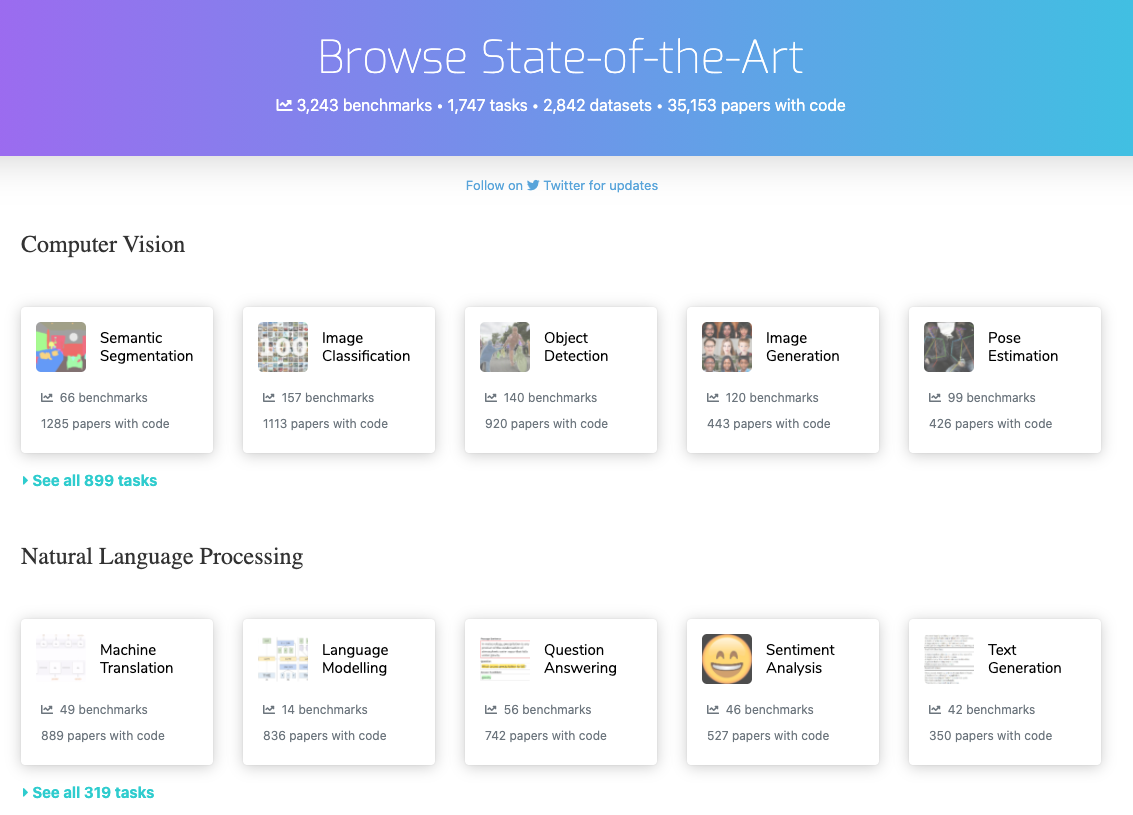 Browse State-of-the-Art
3,243 benchmarks • 1,747 tasks • 2,842 datasets • 35,153 papers with code
Follow on Twitter for updates
Computer Vision
Semantic
Segmentation
66 benchmarks
1285 papers with code
Image
Classification
157 benchmarks
1113 papers with code
Object
Detection
140 benchmarks
920 papers with code
Image
Generation
120 benchmarks
443 papers with code
Pose
Estimation
99 benchmarks
426 papers with code
See all 899 tasks
Natural Language Processing
Machine
Translation
49 benchmarks
889 papers with code
Language
Modelling
14 benchmarks
836 papers with code
Question
Answering
56 benchmarks
742 papers with code
Sentiment
Analysis
46 benchmarks
527 papers with code
Text
Generation
42 benchmarks
350 papers with code
See all 319 tasks